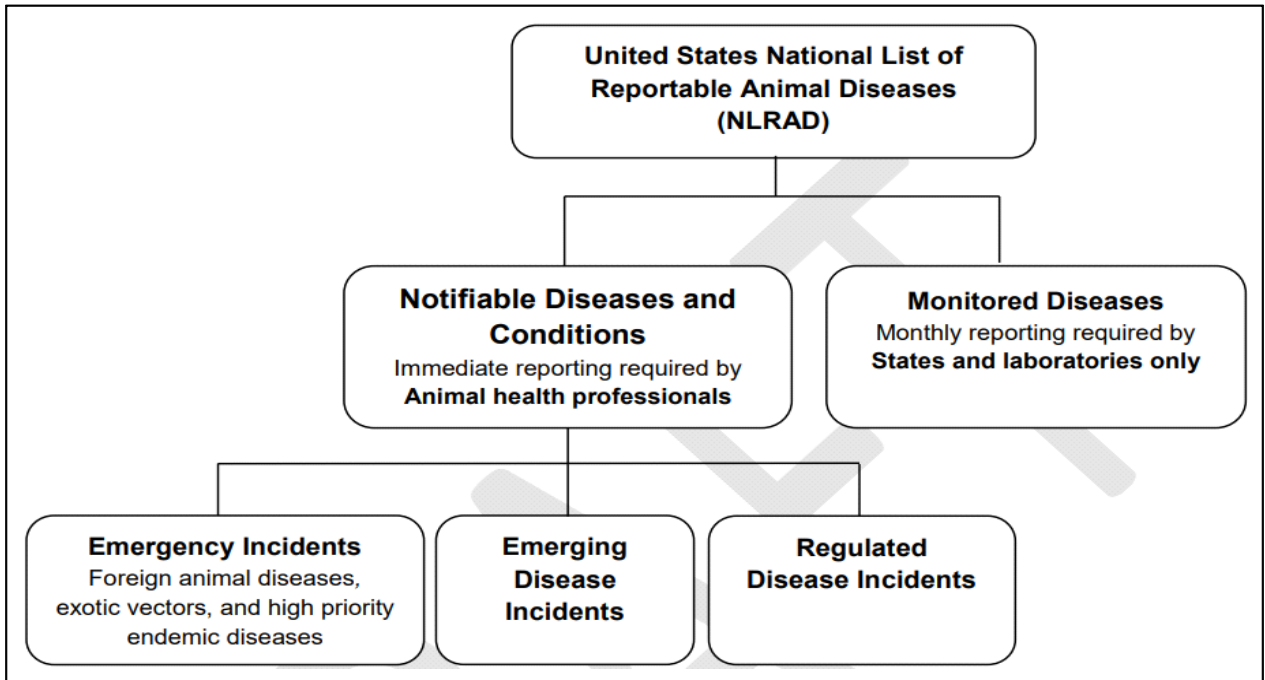 United States National List of
Reportable Animal Diseases
(NLRAD)
Notifiable Diseases and
Conditions
Immediate reporting required by
Animal health professionals
Monitored Diseases
Monthly reporting required by
States and laboratories only
Emergency Incidents
Foreign animal diseases,
exotic vectors, and high priority
endemic diseases
Emerging
Disease
Incidents
Regulated
Disease Incidents